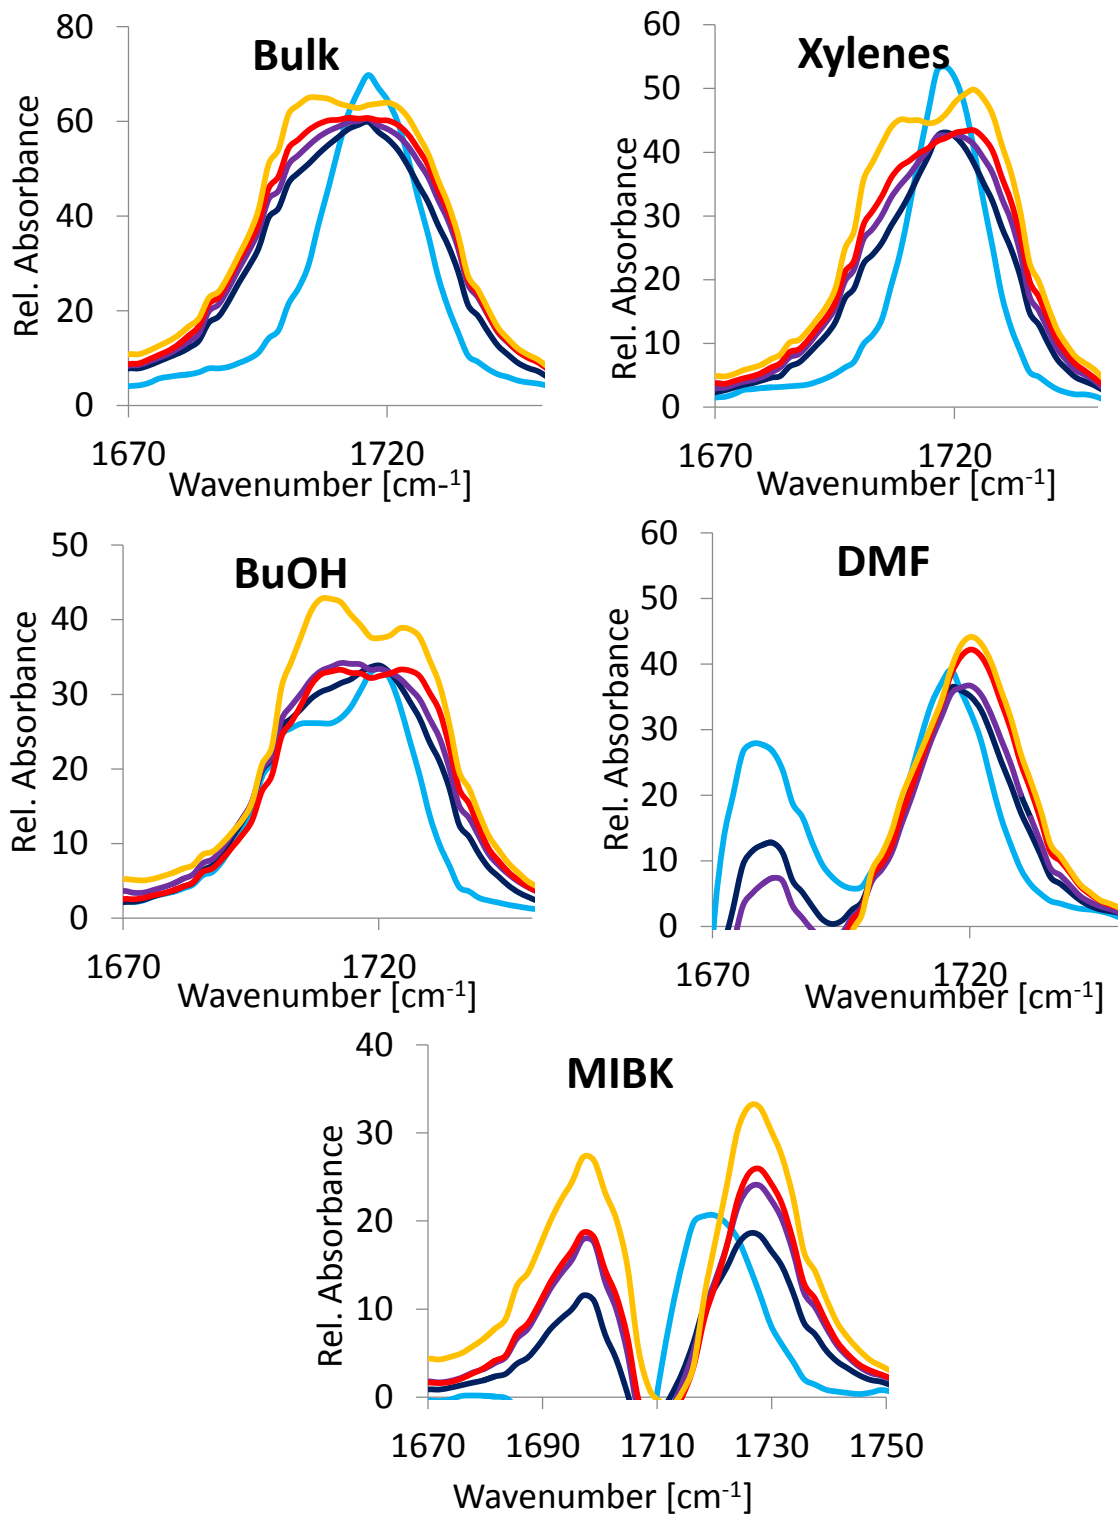 Bulk
Rel. Absorbance
80
60
40
20
0
1670
1720
Wavenumber [cm-¹]
Xylenes
Rel. Absorbance
60
50
40
30
20
10
0
1670
1720
Wavenumber [cm⁻¹]
BuOH
Rel. Absorbance
50
40
30
20
10
0
1670
1720
Wavenumber [cm⁻¹]
DMF
Rel. Absorbance
60
50
40
30
20
10
0
1670
1720
Wavenumber [cm⁻¹]
MIBK
Rel. Absorbance
40
30
20
10
0
1670
1690
1710
1730
1750
Wavenumber [cm⁻¹]